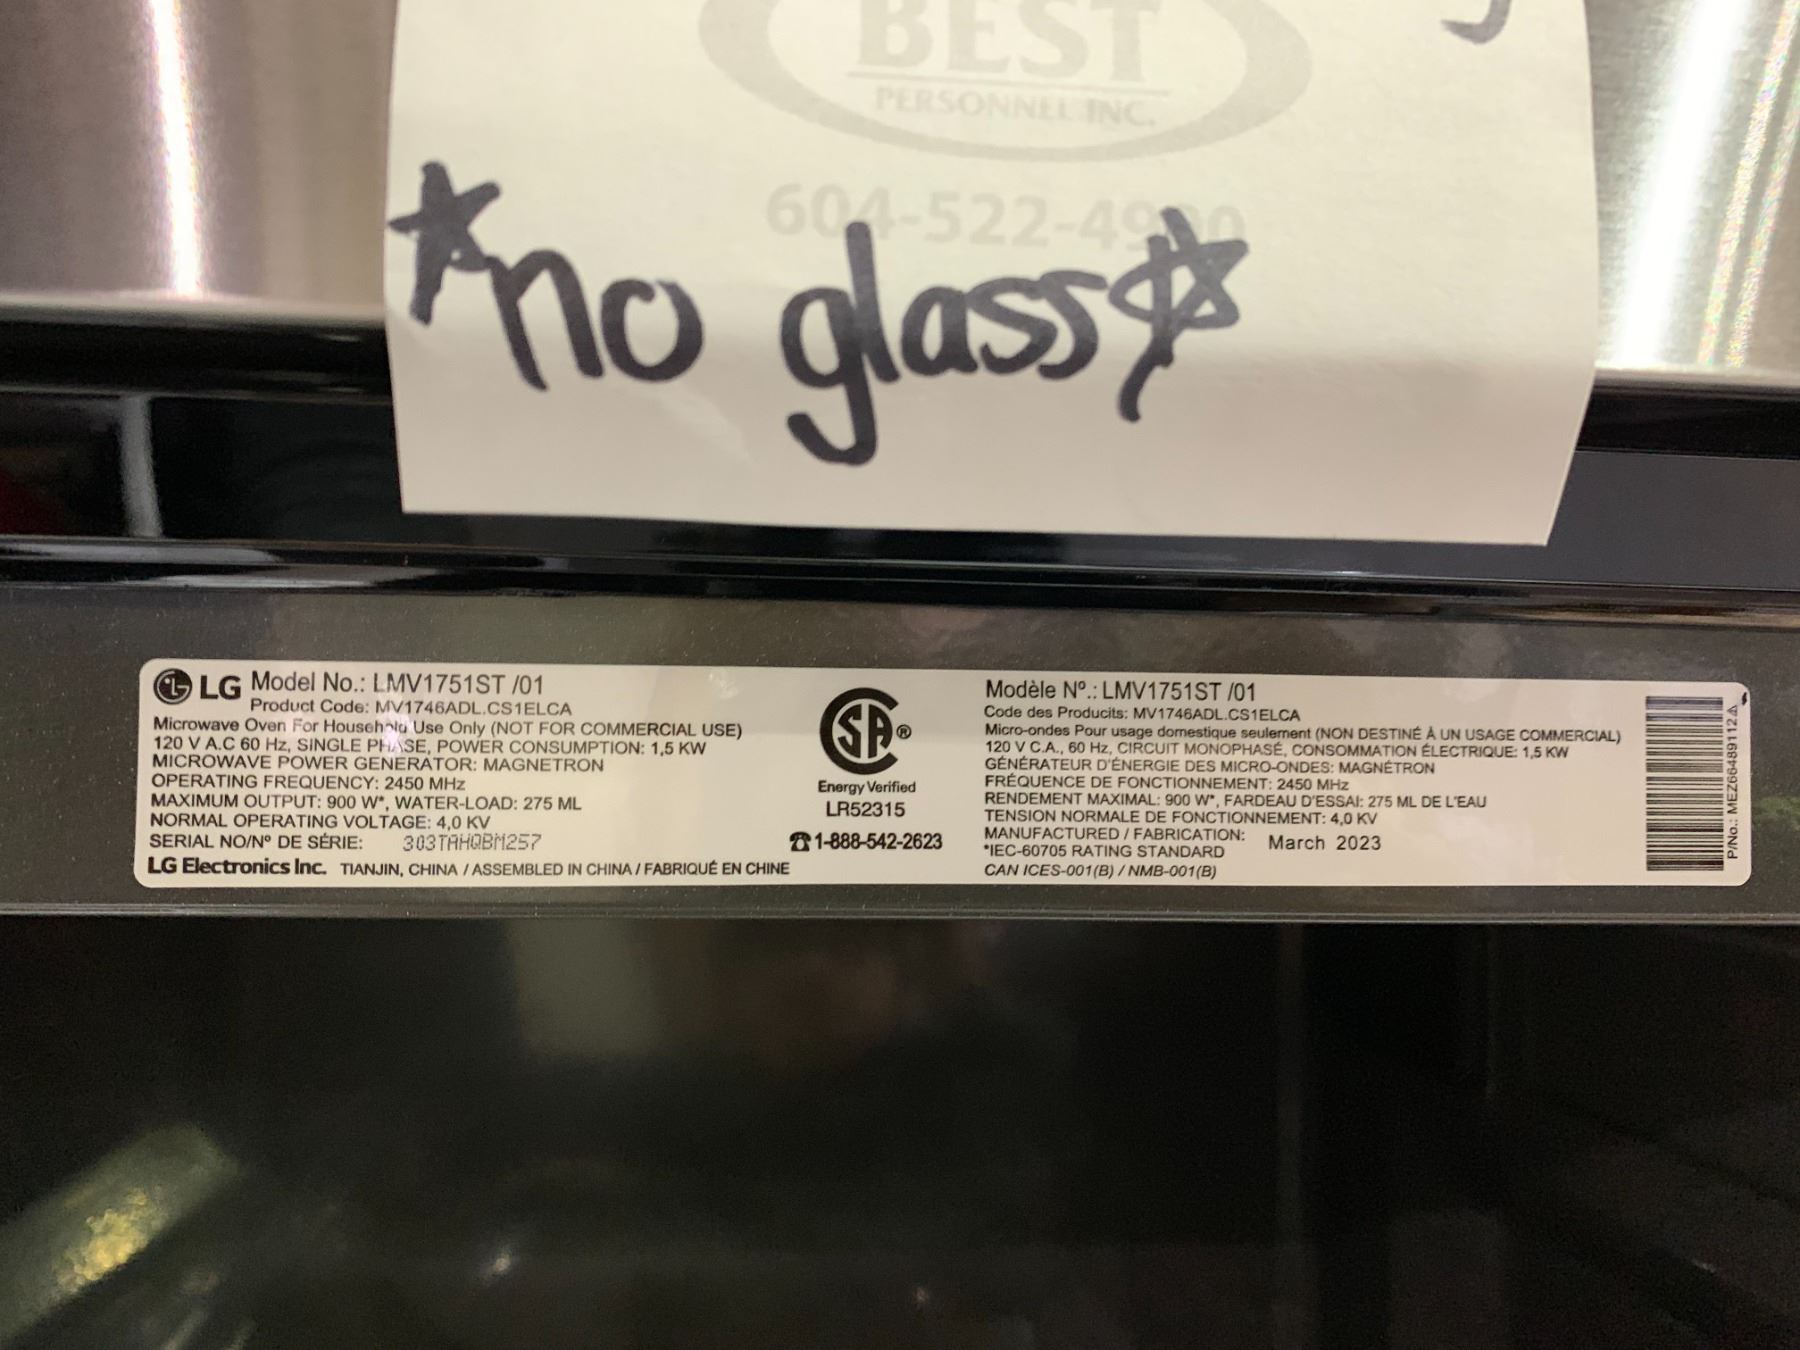 BEST
PERSONNEL INC.
*no glass*
LG Model No.: LMV1751ST /01
Product Code: MV1746ADL.CS1ELCA
Microwave Oven For Household Use Only (NOT FOR COMMERCIAL USE)
120 V A.C 60 Hz, SINGLE PHASE, POWER CONSUMPTION: 1,5 KW
MICROWAVE POWER GENERATOR: MAGNETRON
OPERATING FREQUENCY: 2450 MHz
MAXIMUM OUTPUT: 900 W*, WATER-LOAD: 275 ML
NORMAL OPERATING VOLTAGE: 4,0 KV
SERIAL NO/Nº DE SÉRIE: 303TAHQBM257
LG Electronics Inc. TIANJIN, CHINA / ASSEMBLED IN CHINA / FABRIQUÉ EN CHINE
SA®
Energy Verified
LR52315
☎1-888-542-2623
Modèle Nº.: LMV1751ST /01
Code des Producits: MV1746ADL.CS1ELCA
Micro-ondes Pour usage domestique seulement (NON DESTINÉ À UN USAGE COMMERCIAL)
120 V C.A., 60 Hz, CIRCUIT MONOPHASÉ, CONSOMMATION ÉLECTRIQUE: 1,5 KW
GÉNÉRATEUR D'ÉNERGIE DES MICRO-ONDES: MAGNÉTRON
FRÉQUENCE DE FONCTIONNEMENT: 2450 MHz
RENDEMENT MAXIMAL: 900 W*, FARDEAU D'ESSAI: 275 ML DE L'EAU
TENSION NORMALE DE FONCTIONNEMENT: 4,0 KV
MANUFACTURED / FABRICATION: March 2023
*IEC-60705 RATING STANDARD
CAN ICES-001(B) / NMB-001(B)
P/No.: MEZ66489112